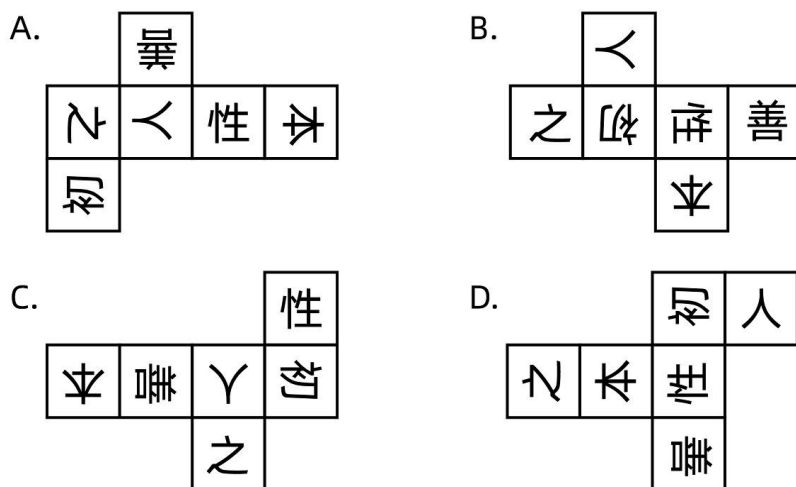 A.
善
之人性本
初
B.
人
之初性善
本
C.
性
本善人初
之
D.
初人
之本性
善